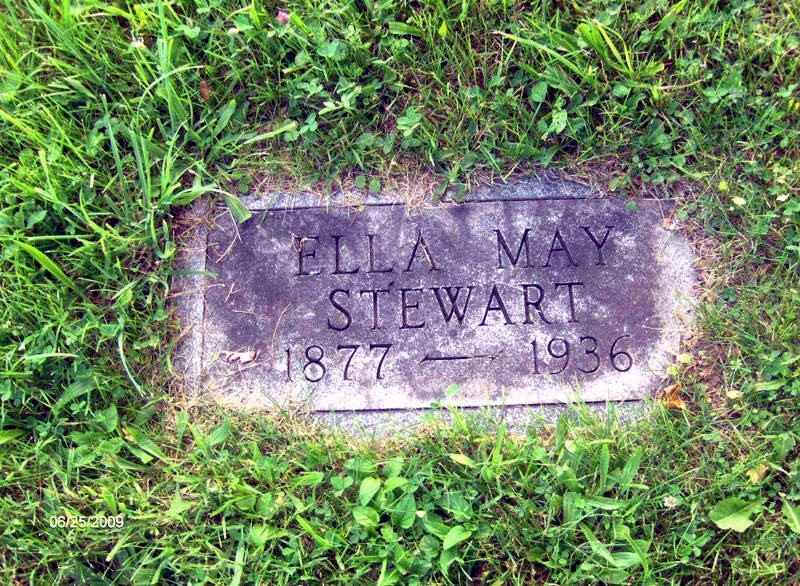 ELLA MAY
STEWART
1877 — 1936
06/25/2009